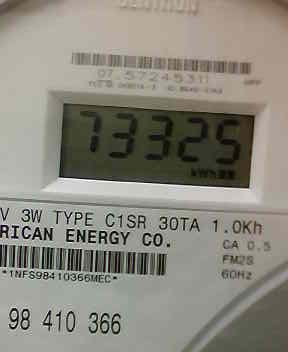 CENTRON
07.57245311
73325
kWh
V 3W TYPE C1SR 30TA 1.0Kh
RICAN ENERGY CO.
CA 0.5
FM2S
60Hz
*1NFS98410366MEC*
98 410 366